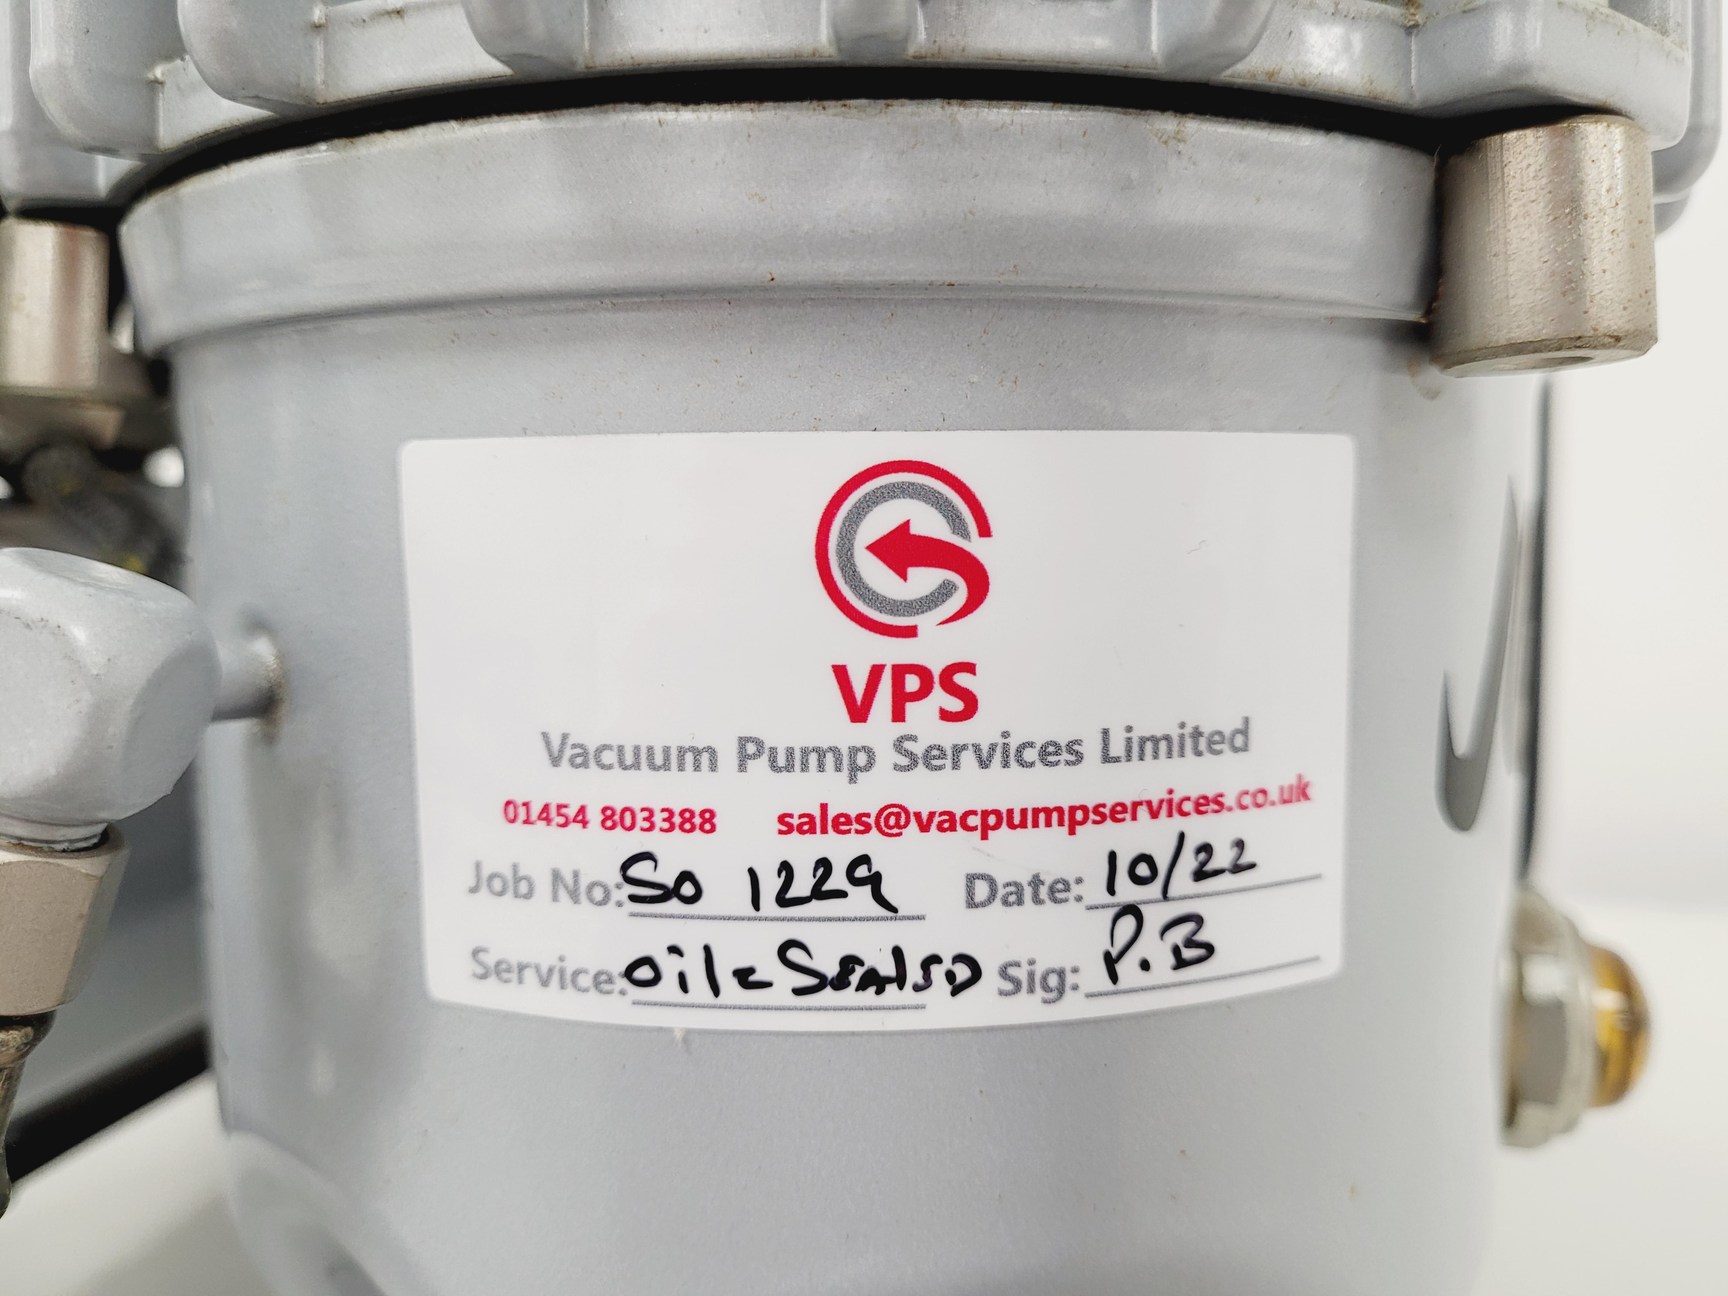 VPS
Vacuum Pump Services Limited
01454 803388 sales@vacpumpservices.co.uk
Job No: So 1229 Date: 10/22
Service: oil & Sealed Sig: P.B